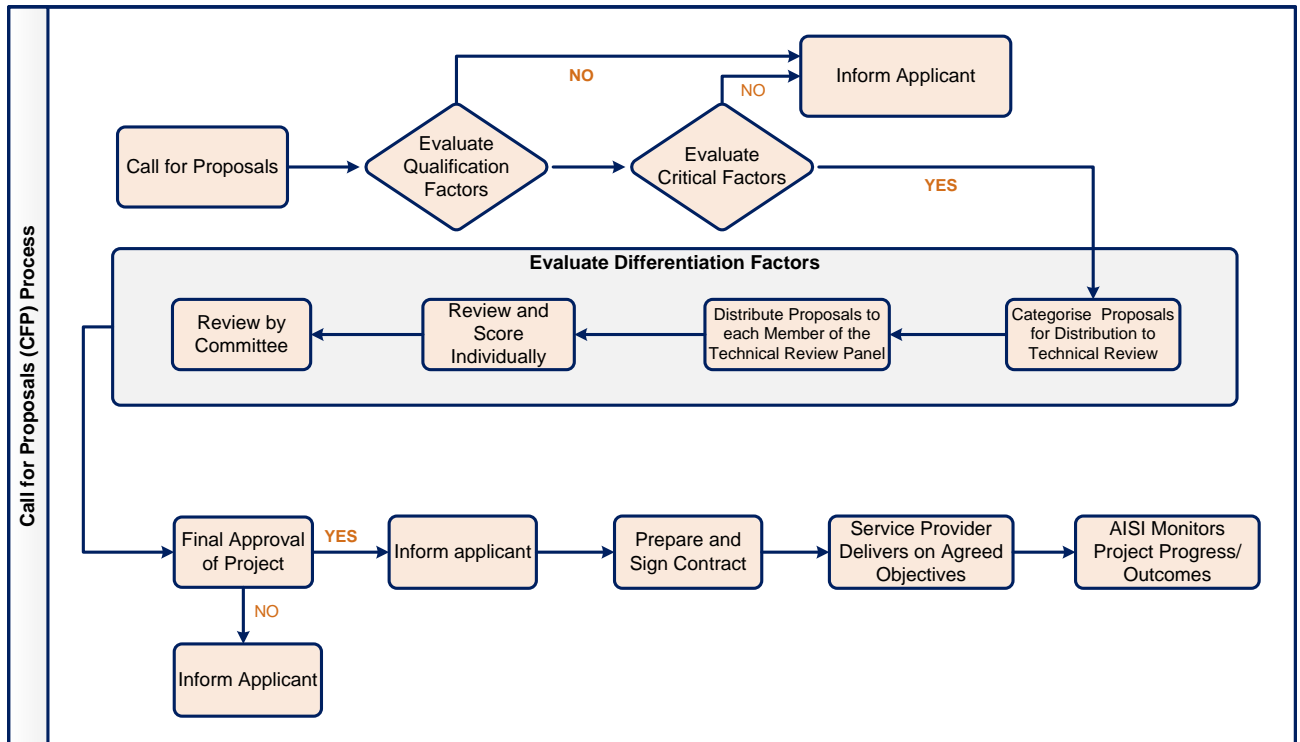 Call for Proposals (CFP) Process
NO
Inform Applicant
NO
Call for Proposals
Evaluate
Qualification
Factors
Evaluate
Critical Factors
YES
Evaluate Differentiation Factors
Review by
Committee
Review and
Score
Individually
Distribute Proposals to
each Member of the
Technical Review Panel
Categorise Proposals
for Distribution to
Technical Review
Final Approval
of Project
YES
Inform applicant
Prepare and
Sign Contract
Service Provider
Delivers on Agreed
Objectives
AISI Monitors
Project Progress/
Outcomes
NO
Inform Applicant